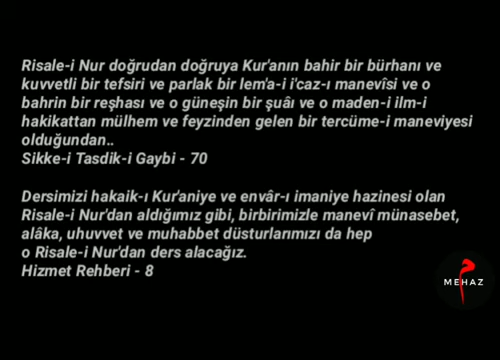 Risale-i Nur doğrudan doğruya Kur'anın bahir bir bürhanı ve
kuvvetli bir tefsiri ve parlak bir lem'a-i i'caz-ı manevîsi ve o
bahrin bir reşhası ve o güneşin bir şuâı ve o maden-i ilm-i
hakikattan mülhem ve feyzinden gelen bir tercüme-i maneviyesi
olduğundan..
Sikke-i Tasdik-i Gaybi - 70
Dersimizi hakaik-ı Kur'aniye ve envâr-ı imaniye hazinesi olan
Risale-i Nur'dan aldığımız gibi, birbirimizle manevî münasebet,
alâka, uhuvvet ve muhabbet düsturlarımızı da hep
o Risale-i Nur'dan ders alacağız.
Hizmet Rehberi - 8
MEHAZ